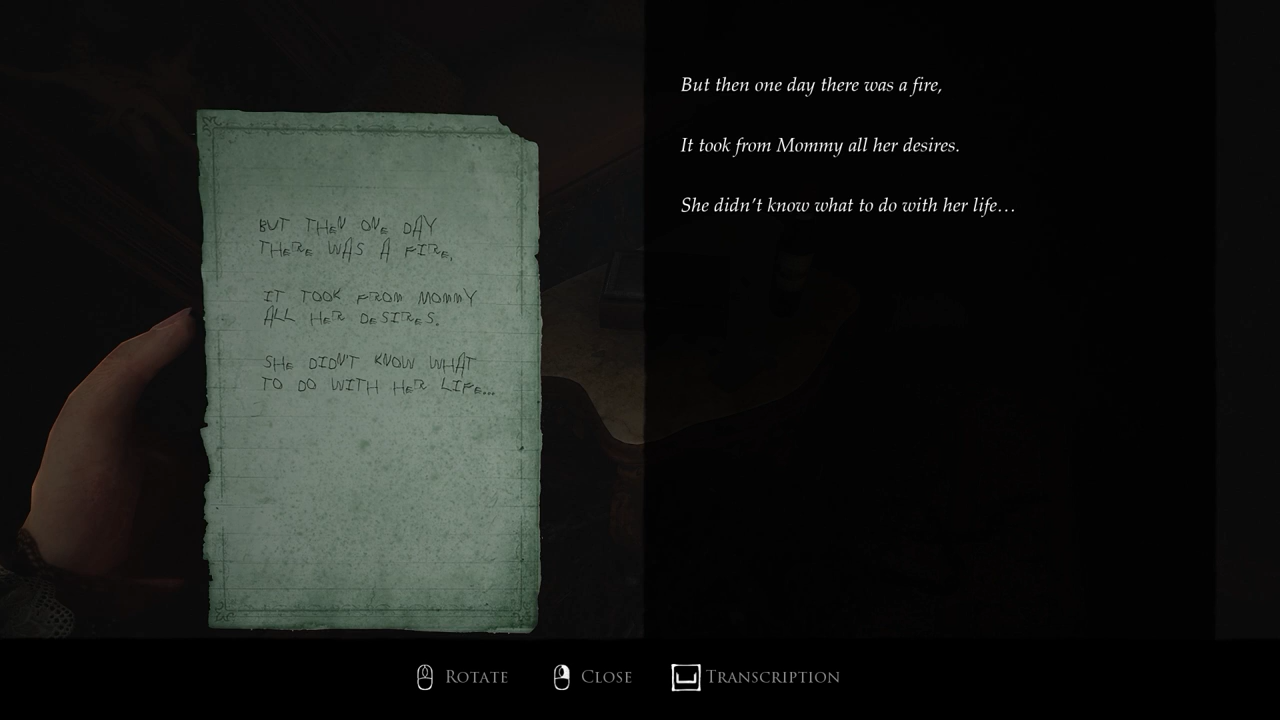 BUT THEN ONE DAY
THERE WAS A FIRE,
IT TOOK FROM MOMMY
ALL HER DESIRES.
SHE DIDN'T KNOW WHAT
TO DO WITH HER LIFE...
But then one day there was a fire,
It took from Mommy all her desires.
She didn't know what to do with her life...
ROTATE CLOSE TRANSCRIPTION